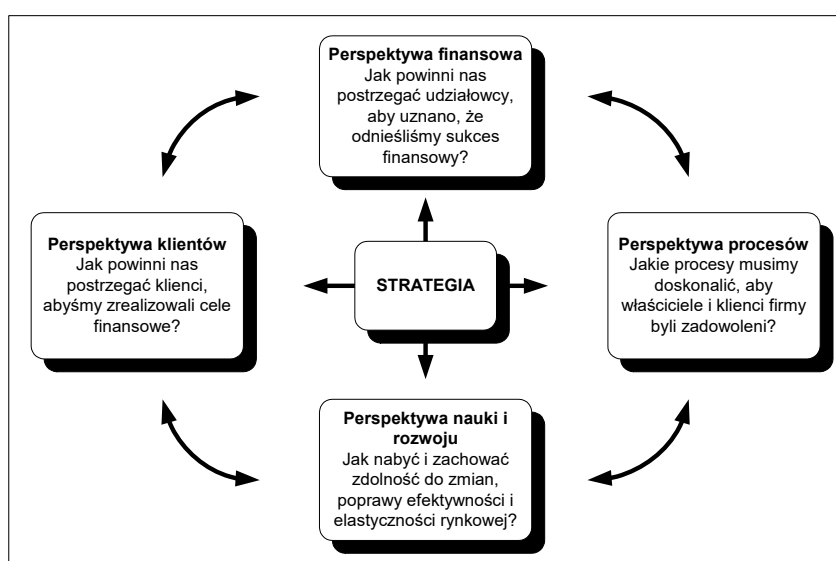 Perspektywa finansowa
Jak powinni nas
postrzegać udziałowcy,
aby uznano, że
odnieśliśmy sukces
finansowy?
Perspektywa klientów
Jak powinni nas
postrzegać klienci,
abyśmy zrealizowali cele
finansowe?
STRATEGIA
Perspektywa procesów
Jakie procesy musimy
doskonalić, aby
właściciele i klienci firmy
byli zadowoleni?
Perspektywa nauki i
rozwoju
Jak nabyć i zachować
zdolność do zmian,
poprawy efektywności i
elastyczności rynkowej?